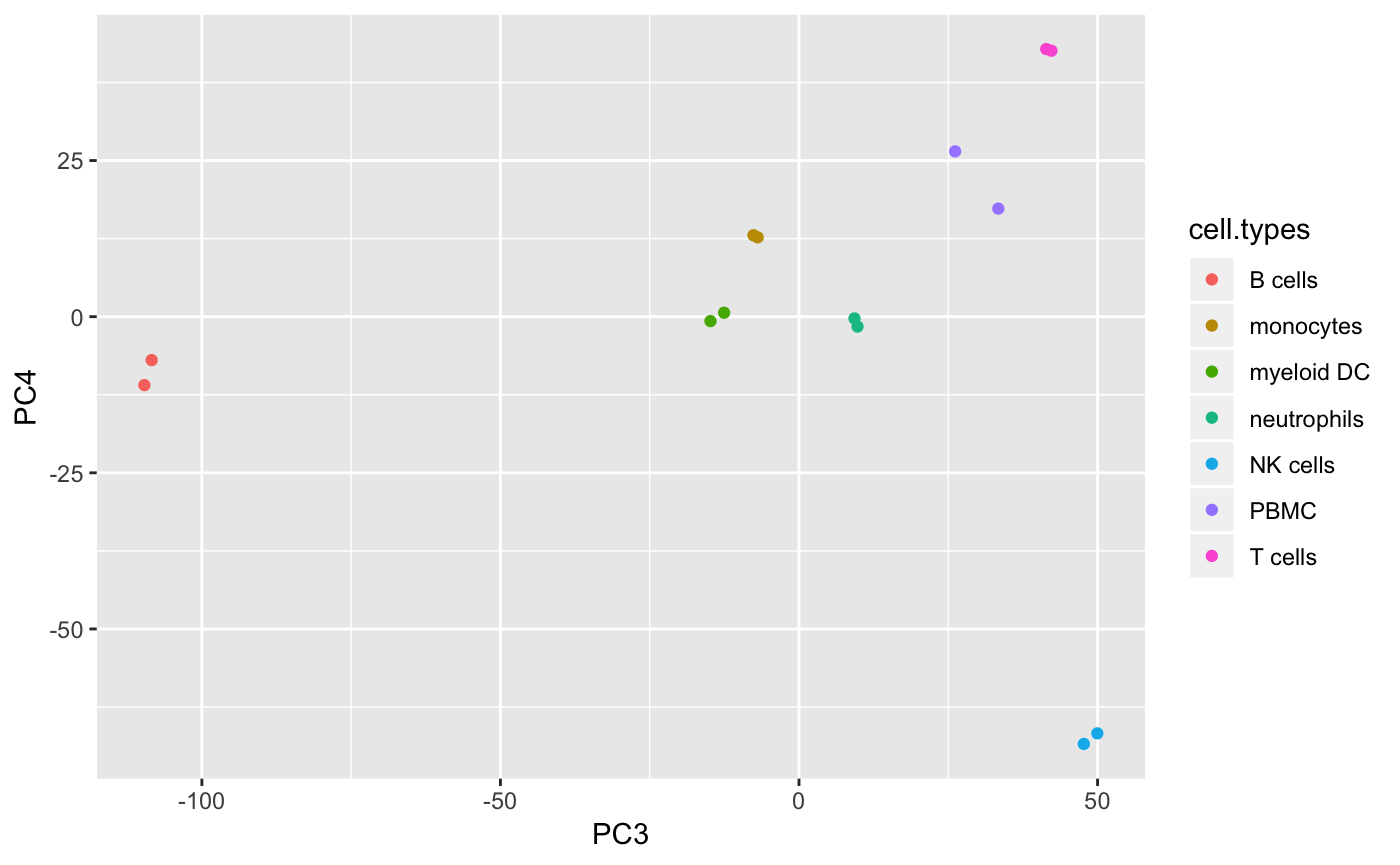 25
0
-25
-50
PC4
-100
-50
0
50
PC3
cell.types
B cells
monocytes
myeloid DC
neutrophils
NK cells
PBMC
T cells